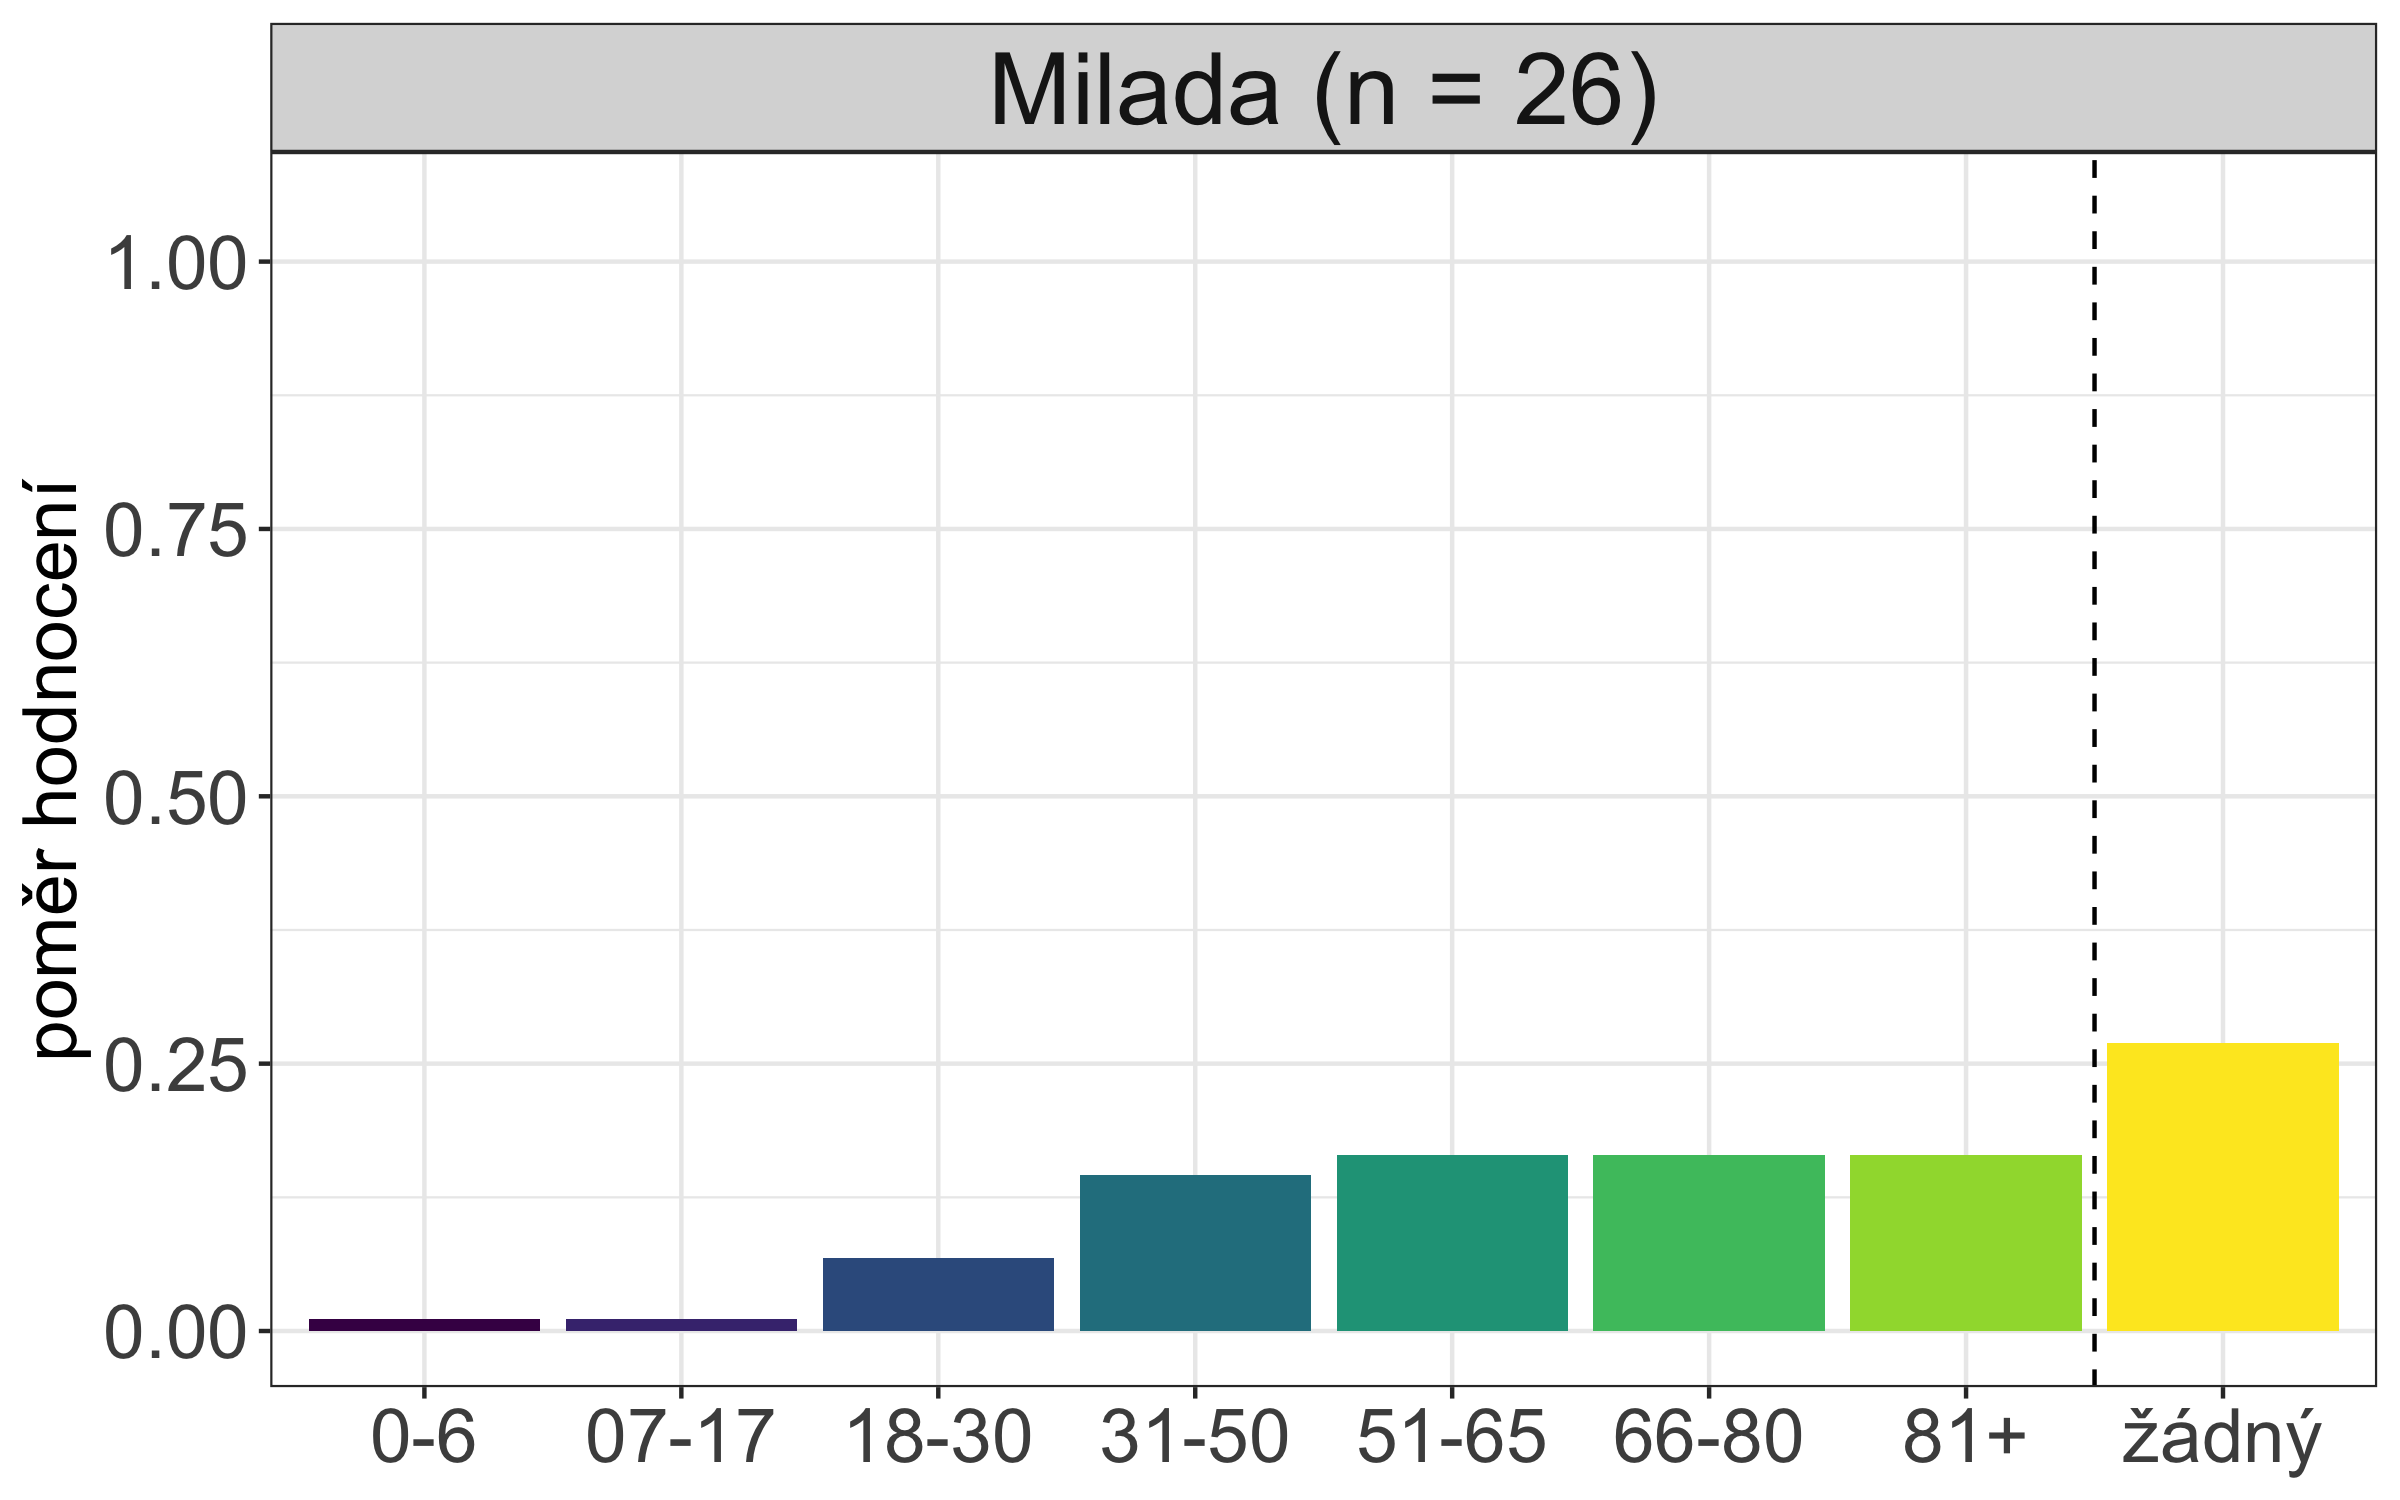 Milada (n = 26)
poměr hodnocení
1.00
0.75
0.50
0.25
0.00
0-6 07-17 18-30 31-50 51-65 66-80 81+ žádný